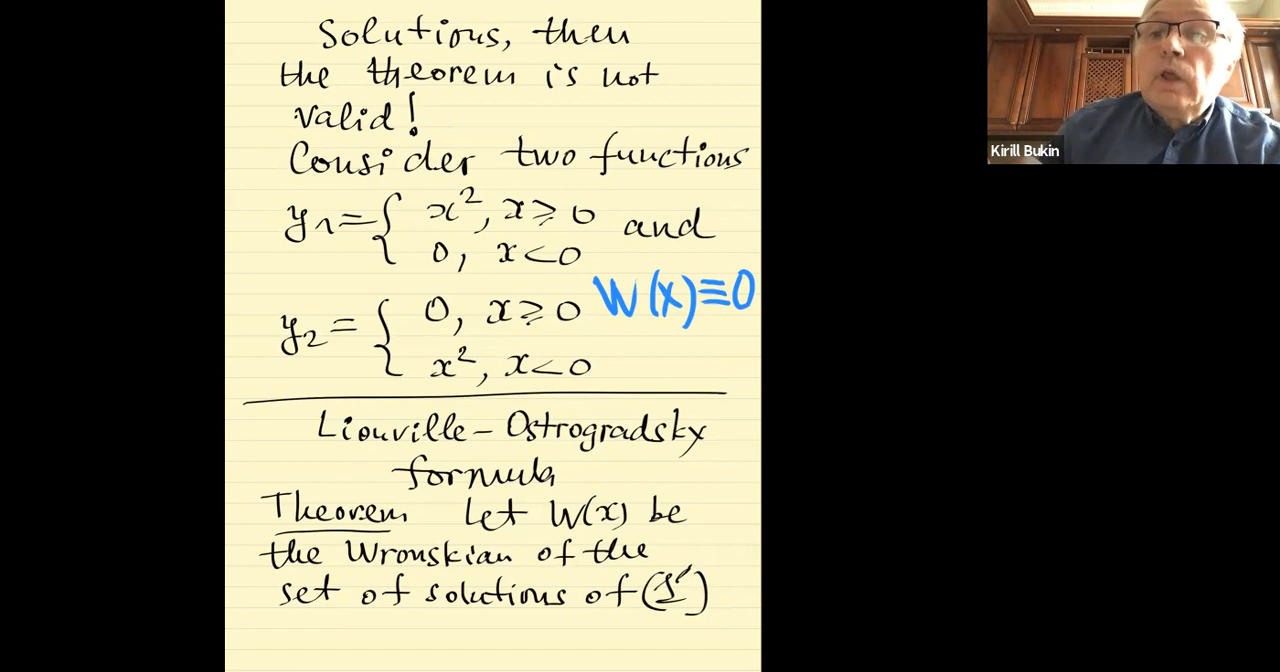 Solutions, then
the theorem is not
valid!
Consider two functions
y₁ = { x², x ⩾ 0 and
0, x < 0
W(x) ≡ 0
y₂ = { 0, x ⩾ 0
x², x < 0
Liouville – Ostrogradsky
formula
Theorem Let W(x) be
the Wronskian of the
set of solutions of (1')
Kirill Bukin